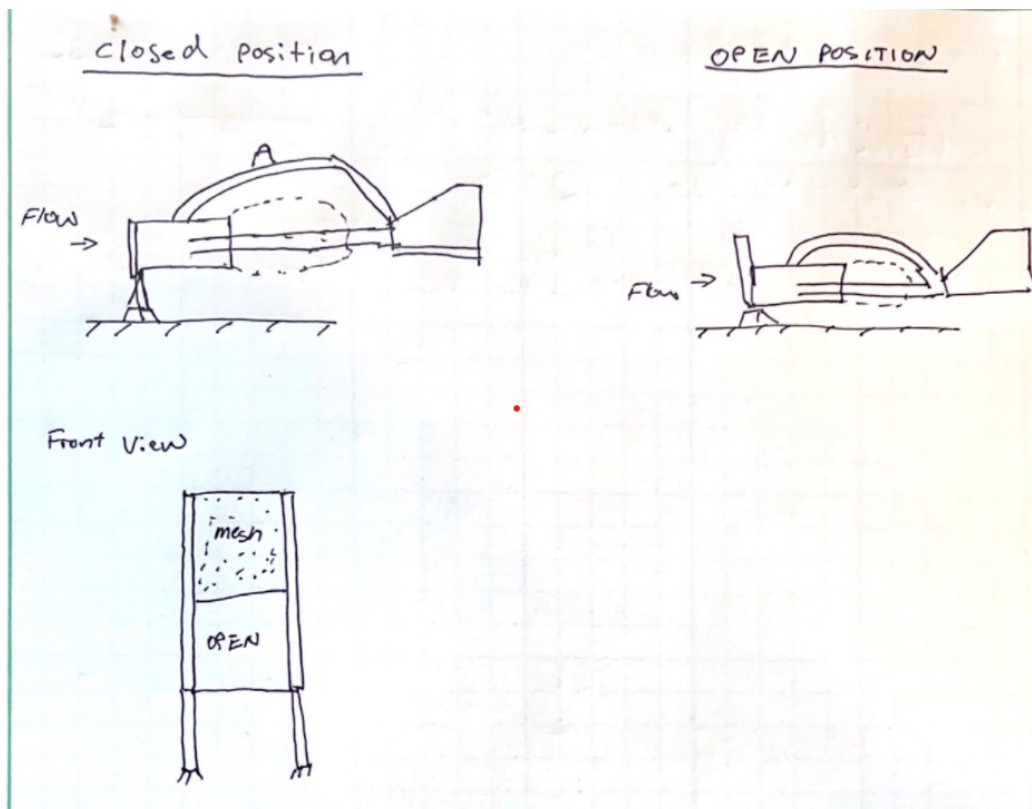 Closed Position
OPEN POSITION
Flow
Flow
Front View
mesh
OPEN